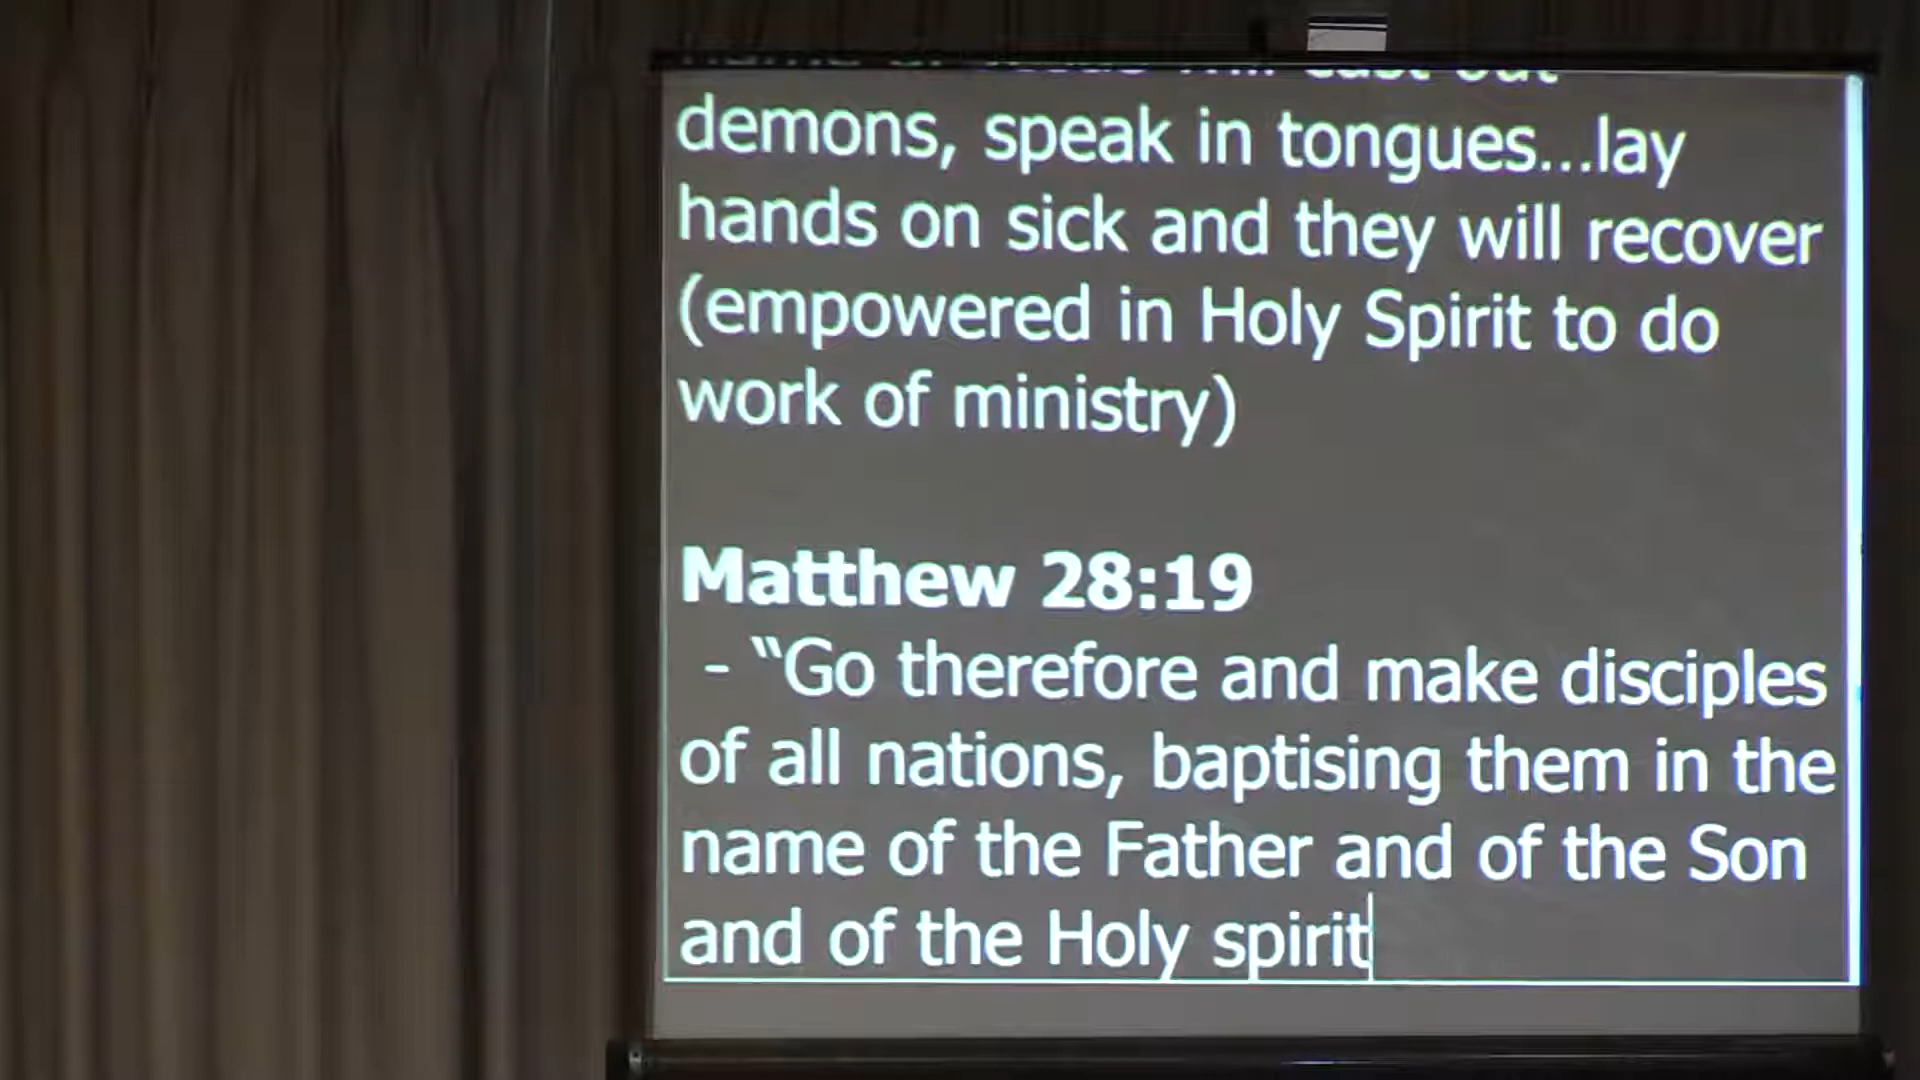 demons, speak in tongues...lay
hands on sick and they will recover
(empowered in Holy Spirit to do
work of ministry)
Matthew 28:19
- “Go therefore and make disciples
of all nations, baptising them in the
name of the Father and of the Son
and of the Holy spirit